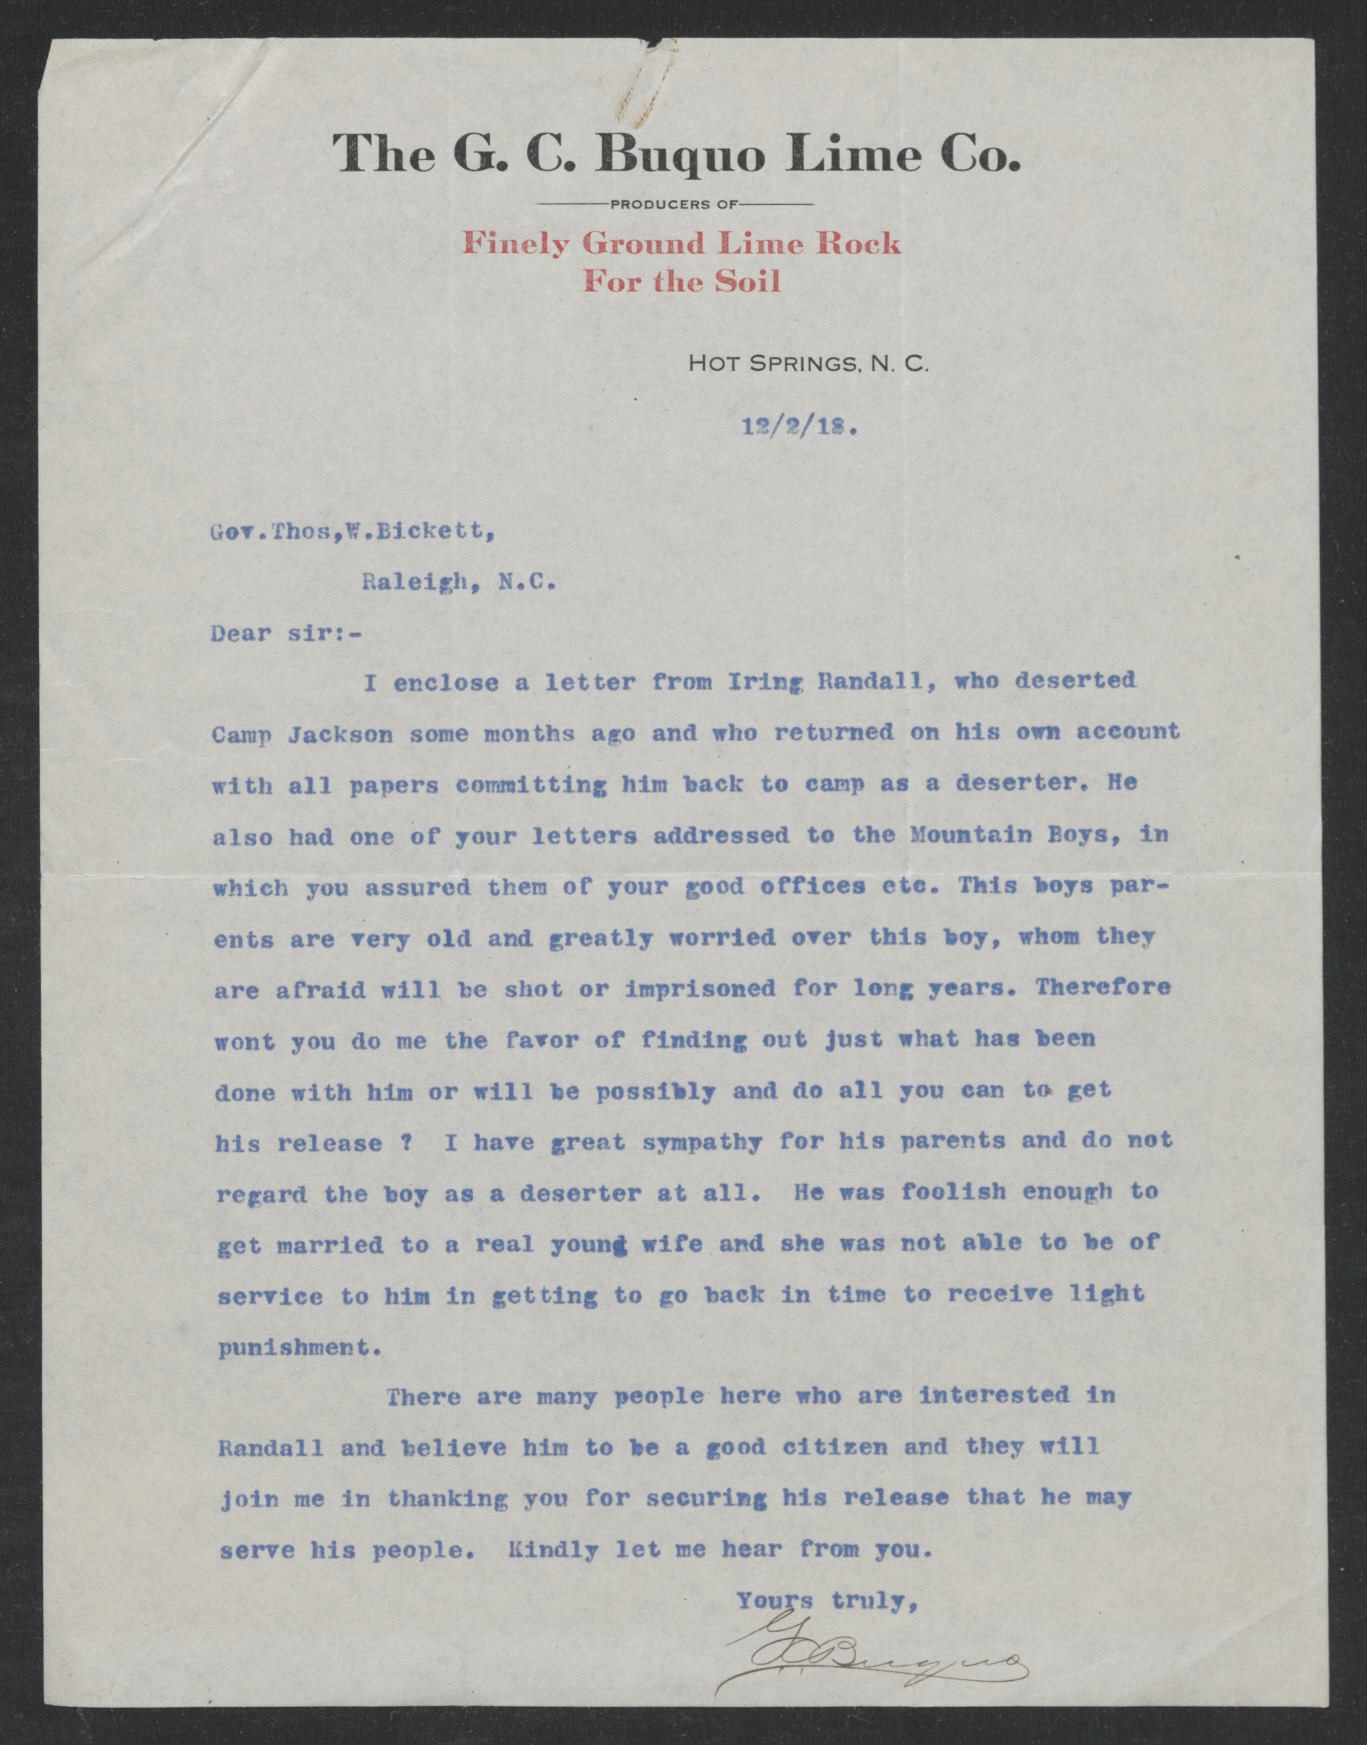 The G. C. Buquo Lime Co.
PRODUCERS OF
Finely Ground Lime Rock
For the Soil
HOT SPRINGS, N. C.
12/2/18.
Gov.Thos,W.Bickett,
Raleigh, N.C.
Dear sir:-
I enclose a letter from Iring Randall, who deserted
Camp Jackson some months ago and who returned on his own account
with all papers committing him back to camp as a deserter. He
also had one of your letters addressed to the Mountain Boys, in
which you assured them of your good offices etc. This boys par-
ents are very old and greatly worried over this boy, whom they
are afraid will be shot or imprisoned for long years. Therefore
wont you do me the favor of finding out just what has been
done with him or will be possibly and do all you can to get
his release ? I have great sympathy for his parents and do not
regard the boy as a deserter at all. He was foolish enough to
get married to a real young wife and she was not able to be of
service to him in getting to go back in time to receive light
punishment.
There are many people here who are interested in
Randall and believe him to be a good citizen and they will
join me in thanking you for securing his release that he may
serve his people. Kindly let me hear from you.
Yours truly,
G.C.Buquo